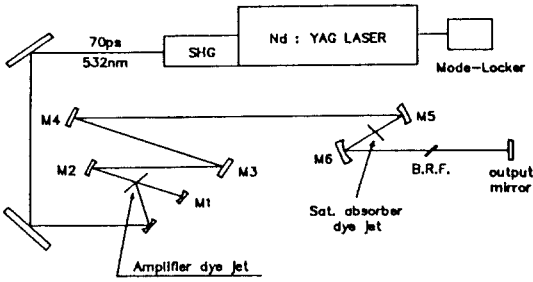 70ps
532nm
SHG
Nd : YAG LASER
Mode-Locker
M4
M5
M2
M3
M6
M1
B.R.F.
output
mirror
Sat. absorber
dye jet
Amplifier dye jet